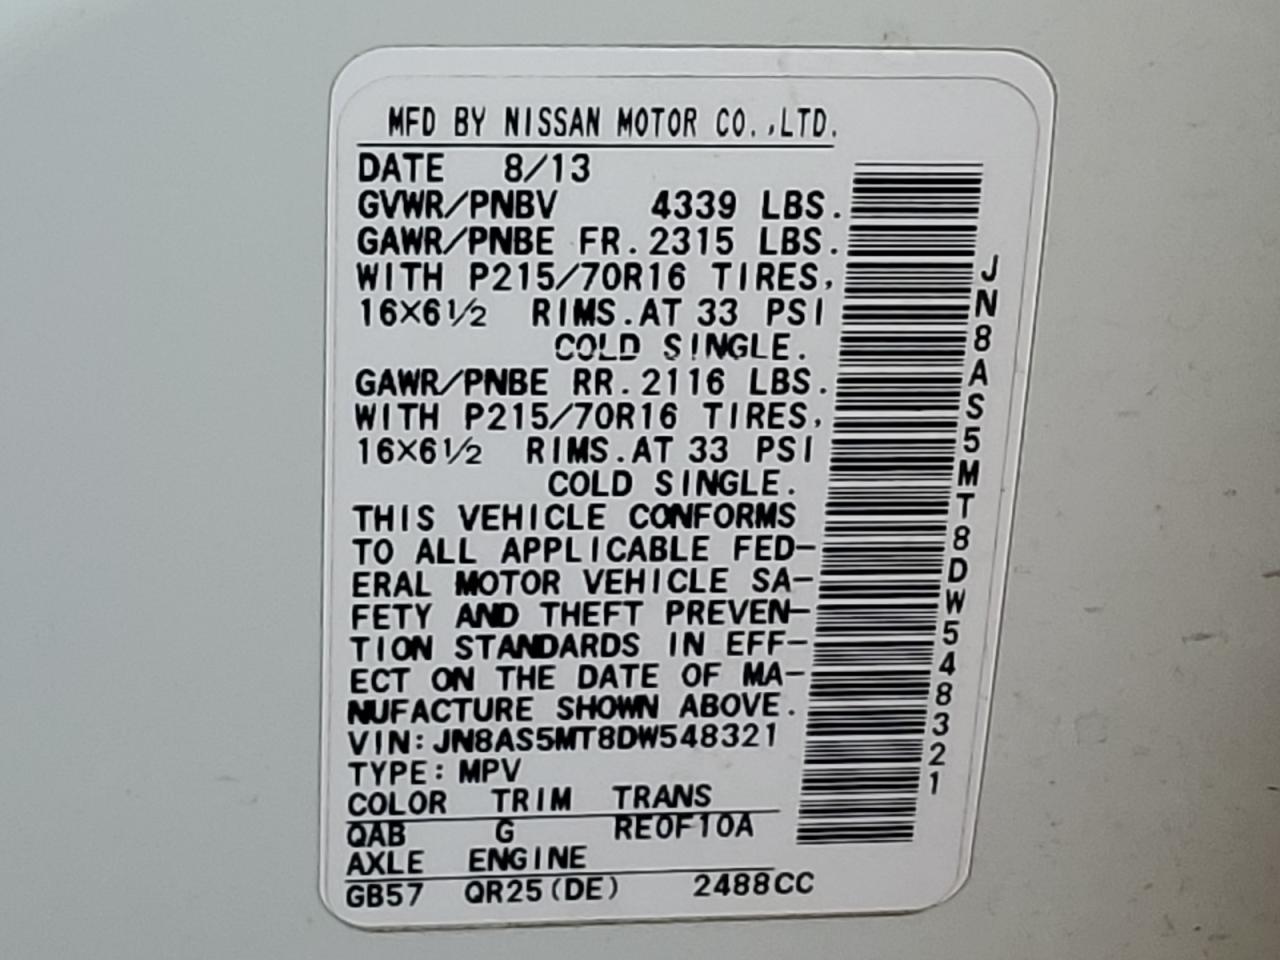 MFD BY NISSAN MOTOR CO.,LTD.
DATE 8/13
GVWR/PNBV 4339 LBS.
GAWR/PNBE FR.2315 LBS.
WITH P215/70R16 TIRES,
16×6½ RIMS.AT 33 PSI
COLD SINGLE.
GAWR/PNBE RR.2116 LBS.
WITH P215/70R16 TIRES,
16×6½ RIMS.AT 33 PSI
COLD SINGLE.
THIS VEHICLE CONFORMS
TO ALL APPLICABLE FED-
ERAL MOTOR VEHICLE SA-
FETY AND THEFT PREVEN-
TION STANDARDS IN EFF-
ECT ON THE DATE OF MA-
NUFACTURE SHOWN ABOVE.
VIN:JN8AS5MT8DW548321
TYPE:MPV
COLOR TRIM TRANS
QAB G RE0F10A
AXLE ENGINE
GB57 QR25(DE) 2488CC
JN8AS5MT8DW548321